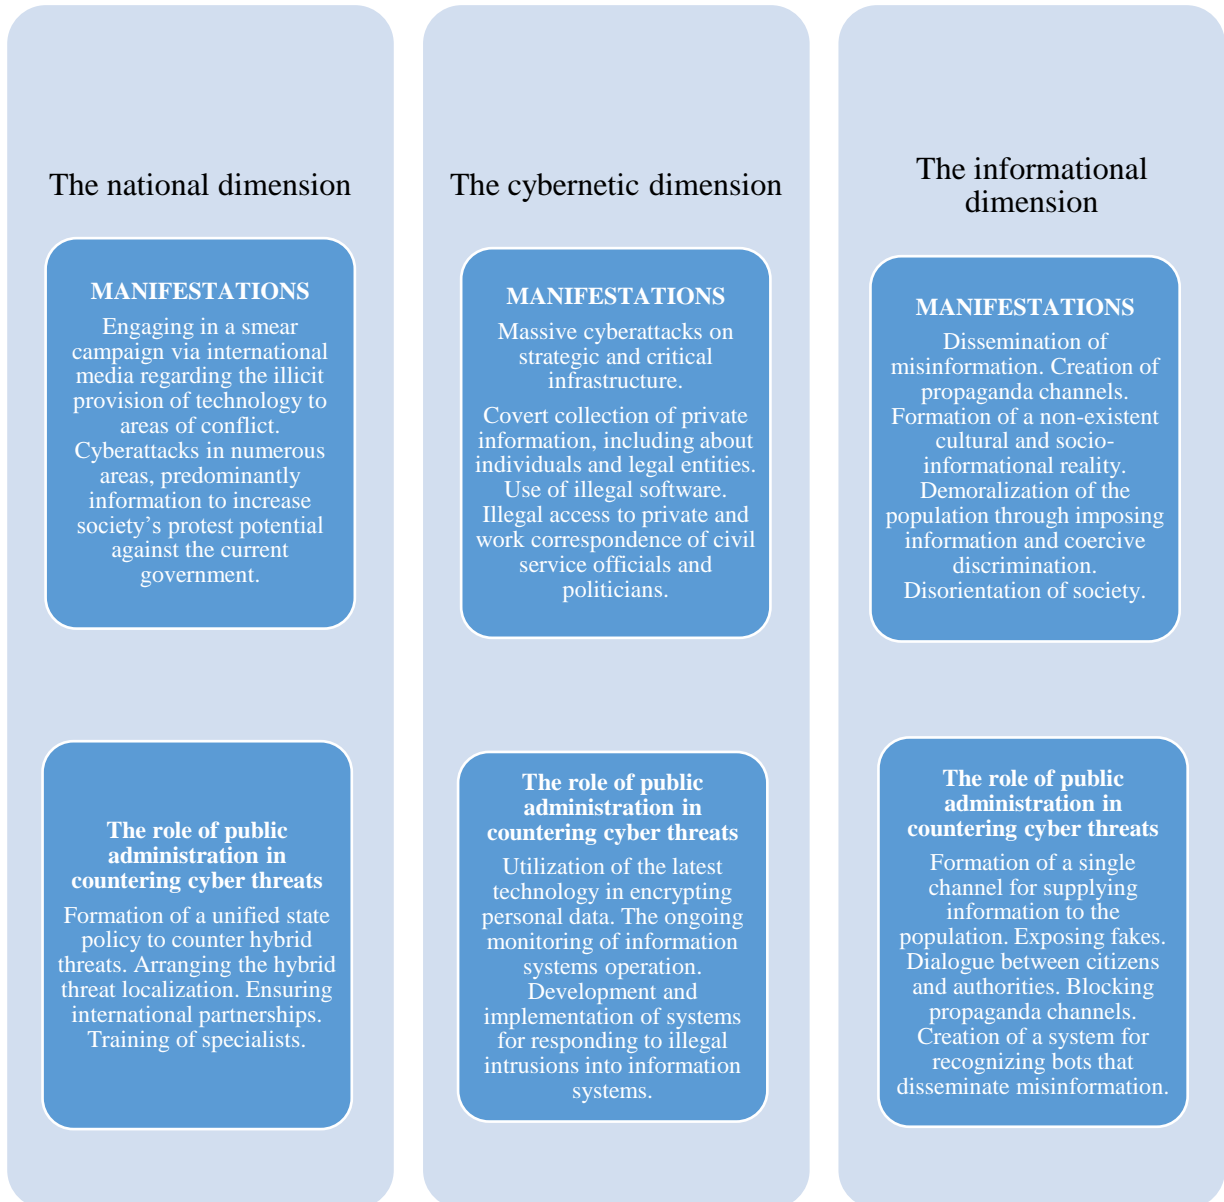 The national dimension
MANIFESTATIONS
Engaging in a smear
campaign via international
media regarding the illicit
provision of technology to
areas of conflict.
Cyberattacks in numerous
areas, predominantly
information to increase
society’s protest potential
against the current
government.
The role of public
administration in
countering cyber threats
Formation of a unified state
policy to counter hybrid
threats. Arranging the hybrid
threat localization. Ensuring
international partnerships.
Training of specialists.
The cybernetic dimension
MANIFESTATIONS
Massive cyberattacks on
strategic and critical
infrastructure.
Covert collection of private
information, including about
individuals and legal entities.
Use of illegal software.
Illegal access to private and
work correspondence of civil
service officials and
politicians.
The role of public
administration in
countering cyber threats
Utilization of the latest
technology in encrypting
personal data. The ongoing
monitoring of information
systems operation.
Development and
implementation of systems
for responding to illegal
intrusions into information
systems.
The informational
dimension
MANIFESTATIONS
Dissemination of
misinformation. Creation of
propaganda channels.
Formation of a non-existent
cultural and socio-
informational reality.
Demoralization of the
population through imposing
information and coercive
discrimination.
Disorientation of society.
The role of public
administration in
countering cyber threats
Formation of a single
channel for supplying
information to the
population. Exposing fakes.
Dialogue between citizens
and authorities. Blocking
propaganda channels.
Creation of a system for
recognizing bots that
disseminate misinformation.